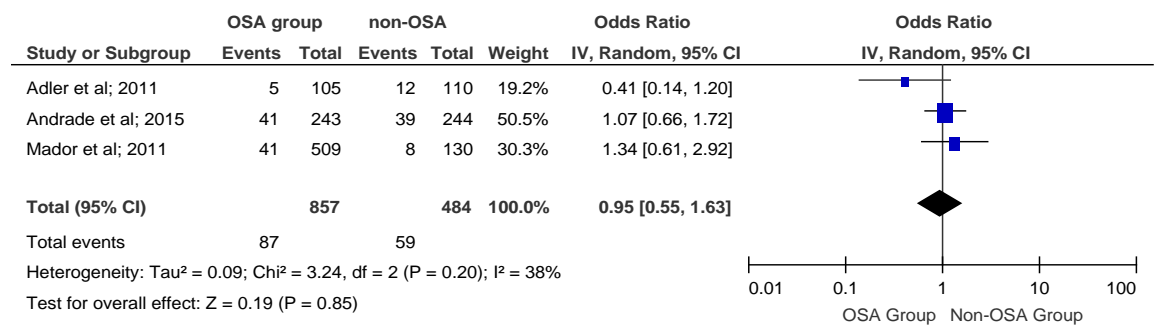 OSA group non-OSA Odds Ratio Odds Ratio
Study or Subgroup Events Total Events Total Weight IV, Random, 95% CI IV, Random, 95% CI
Adler et al; 2011 5 105 12 110 19.2% 0.41 [0.14, 1.20]
Andrade et al; 2015 41 243 39 244 50.5% 1.07 [0.66, 1.72]
Mador et al; 2011 41 509 8 130 30.3% 1.34 [0.61, 2.92]
Total (95% CI) 857 484 100.0% 0.95 [0.55, 1.63]
Total events 87 59
Heterogeneity: Tau² = 0.09; Chi² = 3.24, df = 2 (P = 0.20); I² = 38%
Test for overall effect: Z = 0.19 (P = 0.85)
0.01 0.1 1 10 100
OSA Group Non-OSA Group